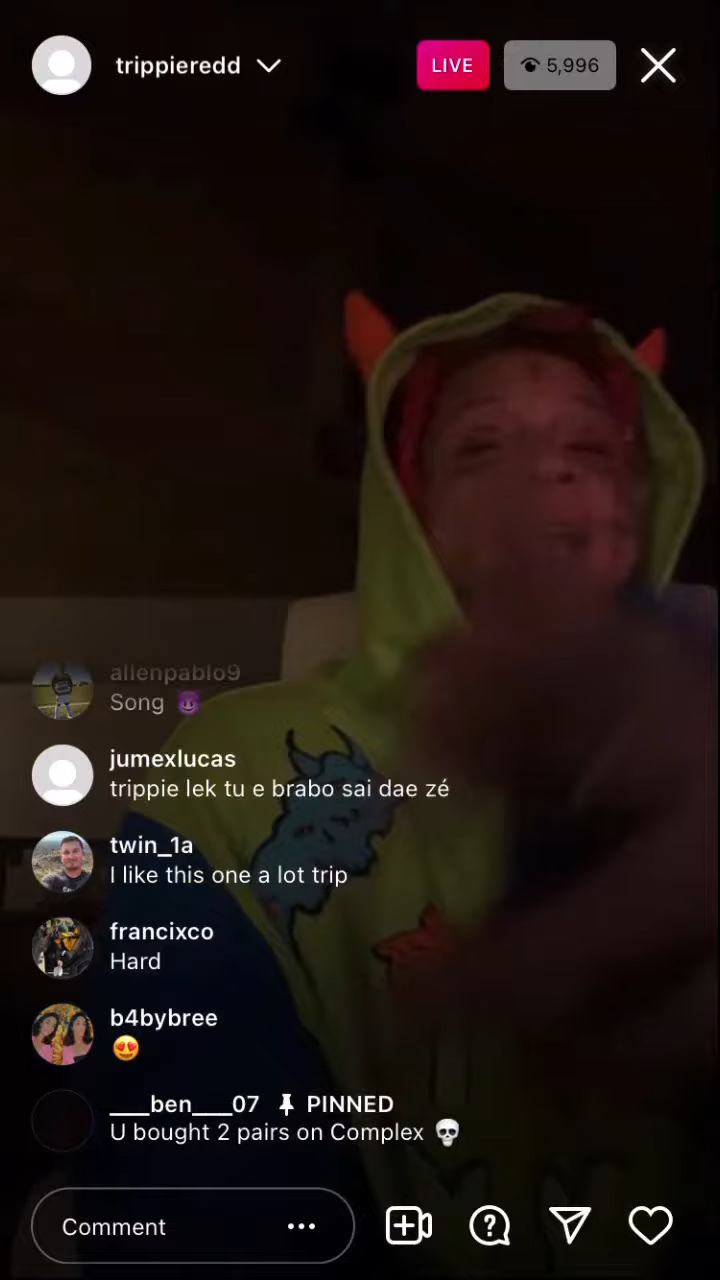 trippieredd
LIVE
5,996
allenpablo9
Song 😈
jumexlucas
trippie lek tu e brabo sai dae zé
twin_1a
I like this one a lot trip
francixco
Hard
b4bybree
😍
___ben___07 PINNED
U bought 2 pairs on Complex 💀
Comment